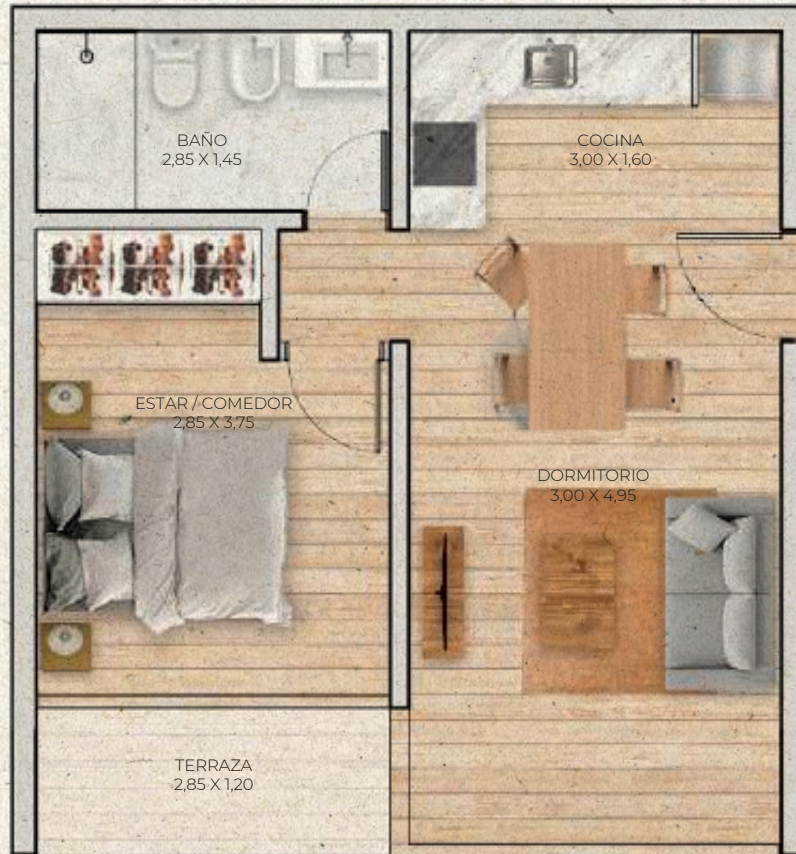 BAÑO
2,85 X 1,45
COCINA
3,00 X 1,60
ESTAR / COMEDOR
2,85 X 3,75
DORMITORIO
3,00 X 4,95
TERRAZA
2,85 X 1,20